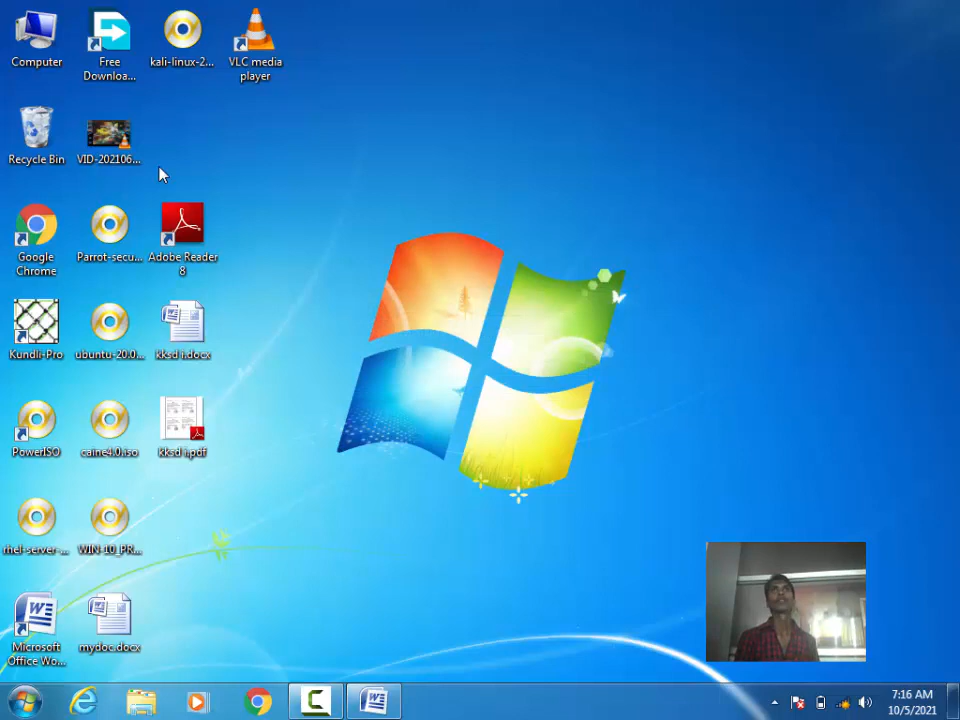 Computer
Free
Downloa...
kali-linux-2...
VLC media
player
Recycle Bin
VID-202106...
Google
Chrome
Parrot-secu...
Adobe Reader
8
Kundli-Pro
ubuntu-20.0...
kksd i.docx
PowerISO
caine4.0.iso
kksd i.pdf
rhel-server-...
WIN-10_PR...
Microsoft
Office Wo...
mydoc.docx
7:16 AM
10/5/2021